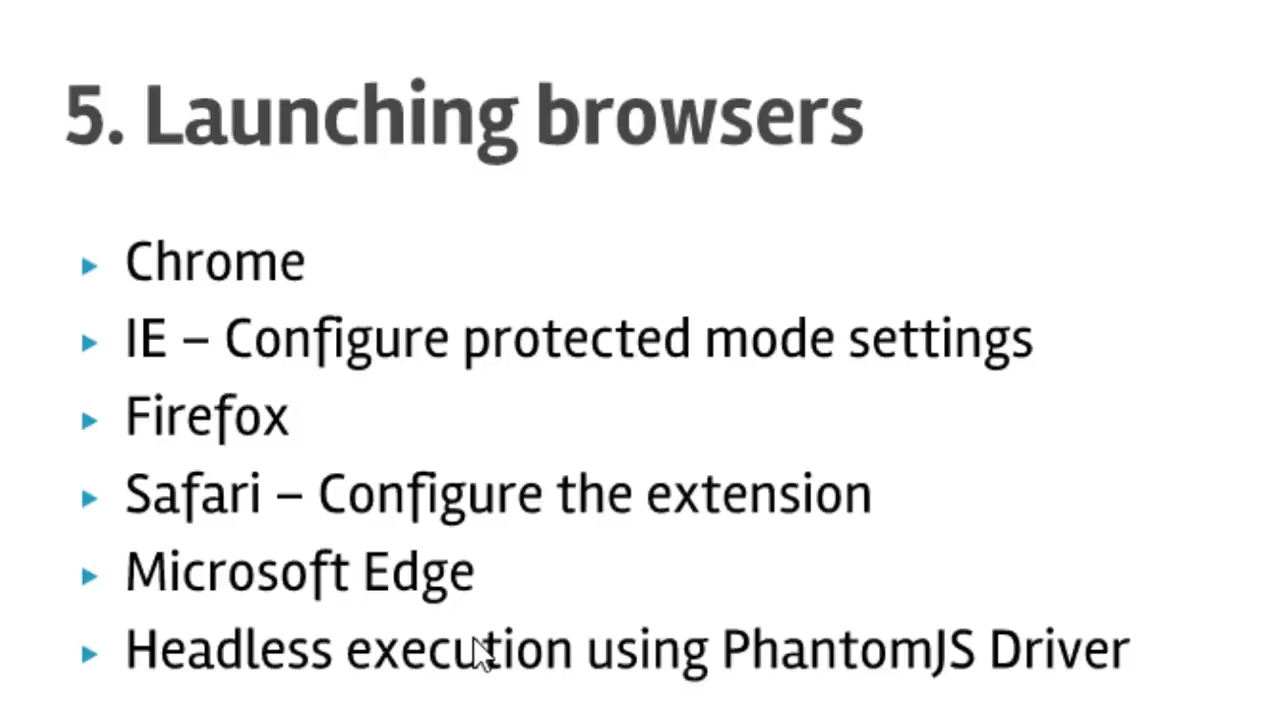 5. Launching browsers
Chrome
IE – Configure protected mode settings
Firefox
Safari – Configure the extension
Microsoft Edge
Headless execution using PhantomJS Driver